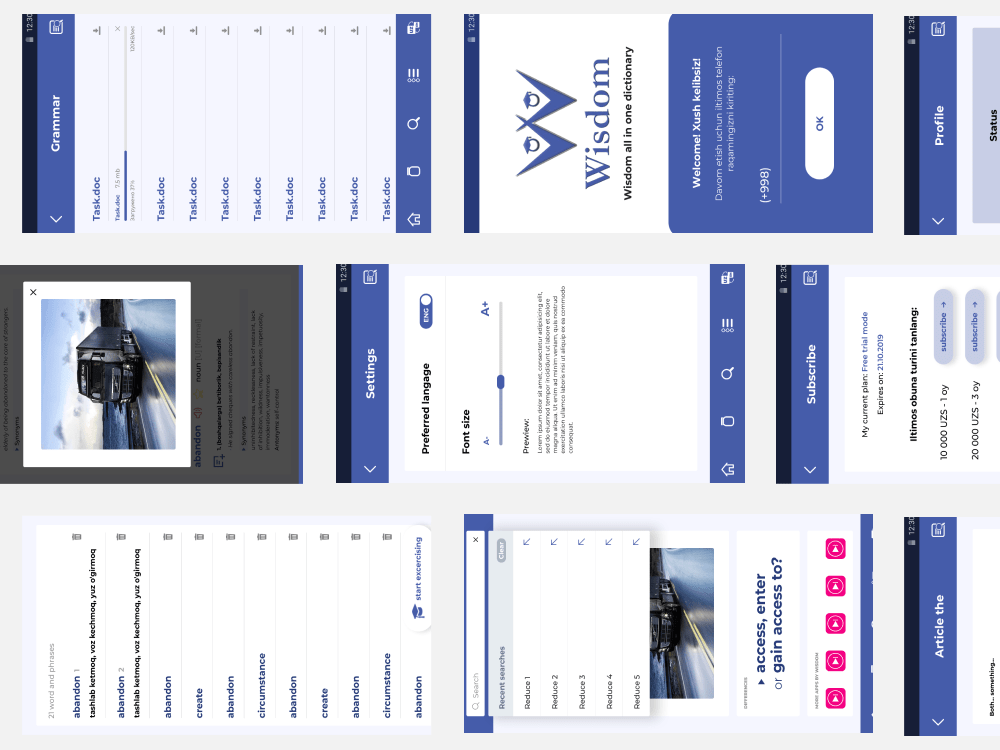 12:30
Grammar
Task.doc
Task.doc 7.5 mb
120KB/sec
Task.doc
Task.doc
Task.doc
Task.doc
Task.doc
Task.doc
Task.doc
Task.doc
12:30
Wisdom
Wisdom all in one dictionary
Welcome! Xush kelibsiz!
Davom etish uchun iltimos telefon
raqamingizni kiriting:
(+998)
OK
12:30
Profile
Status
abandon
noun
Synonyms
12:30
Settings
Preferred langage
ENG
Font size
A-
A+
Prewiew:
Lorem ipsum dolor sit amet, consectetur adipisicing elit,
sed do eiusmod tempor incididunt ut labore et dolore
magna aliqua. Ut enim ad minim veniam, quis nostrud
exercitation ullamco laboris nisi ut aliquip ex ea commodo
consequat.
12:30
Subscribe
My current plan: Free trial mode
Expires on: 21.10.2019
Iltimos obuna turini tanlang:
10 000 UZS - 1 oy
subscribe →
20 000 UZS - 3 oy
subscribe →
21 word and phrases
abandon 1
tashlab ketmoq, voz kechmoq, yuz o'girmoq
abandon 2
tashlab ketmoq, voz kechmoq, yuz o'girmoq
abandon
create
abandon
circumstance
abandon
create
abandon
circumstance
abandon
start excercising
Search
Recent searches
Clear
Reduce 1
Reduce 2
Reduce 3
Reduce 4
Reduce 5
DIFFERENCES
access, enter
or gain access to?
MORE APPS BY WISDOM
12:30
Article the
Both... something...